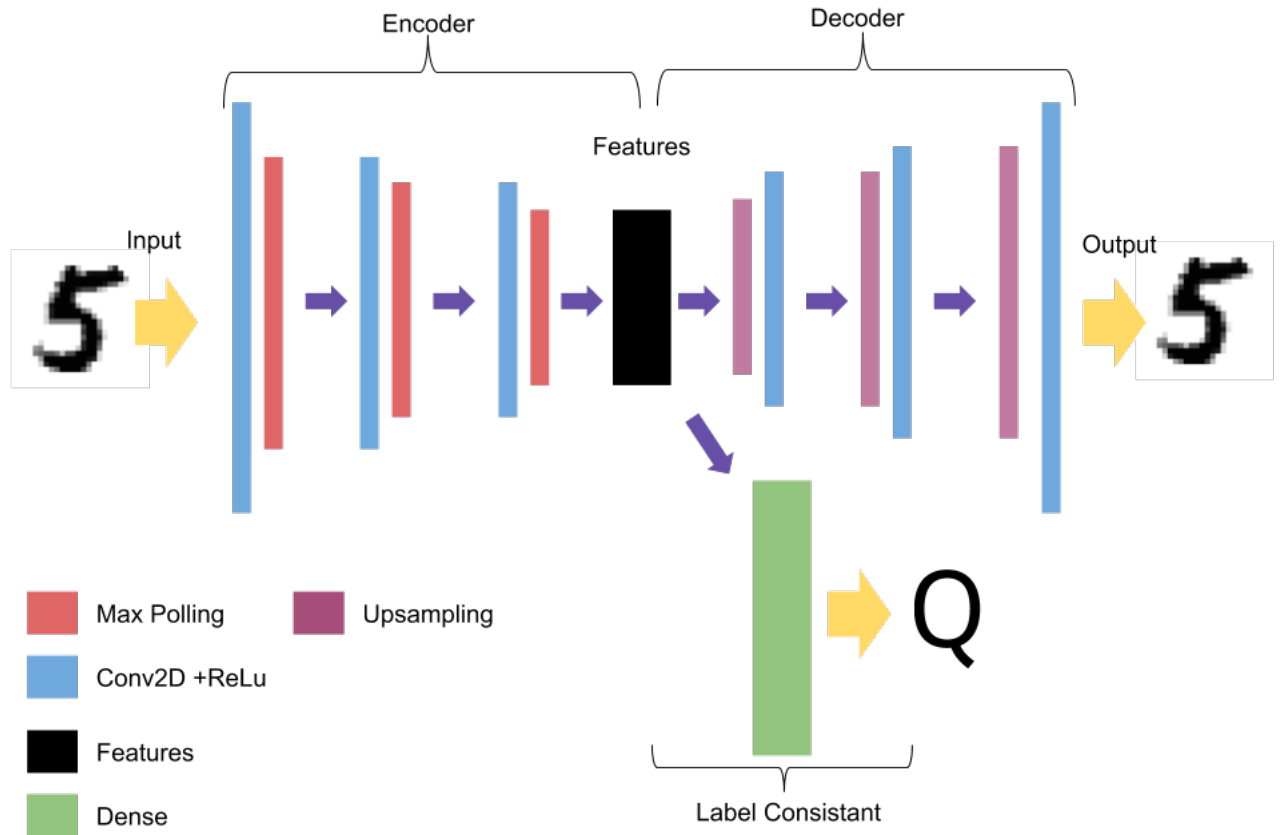 Encoder
Decoder
Features
Input
Output
5
5
Q
Max Polling
Upsampling
Conv2D +ReLu
Features
Dense
Label Consistant